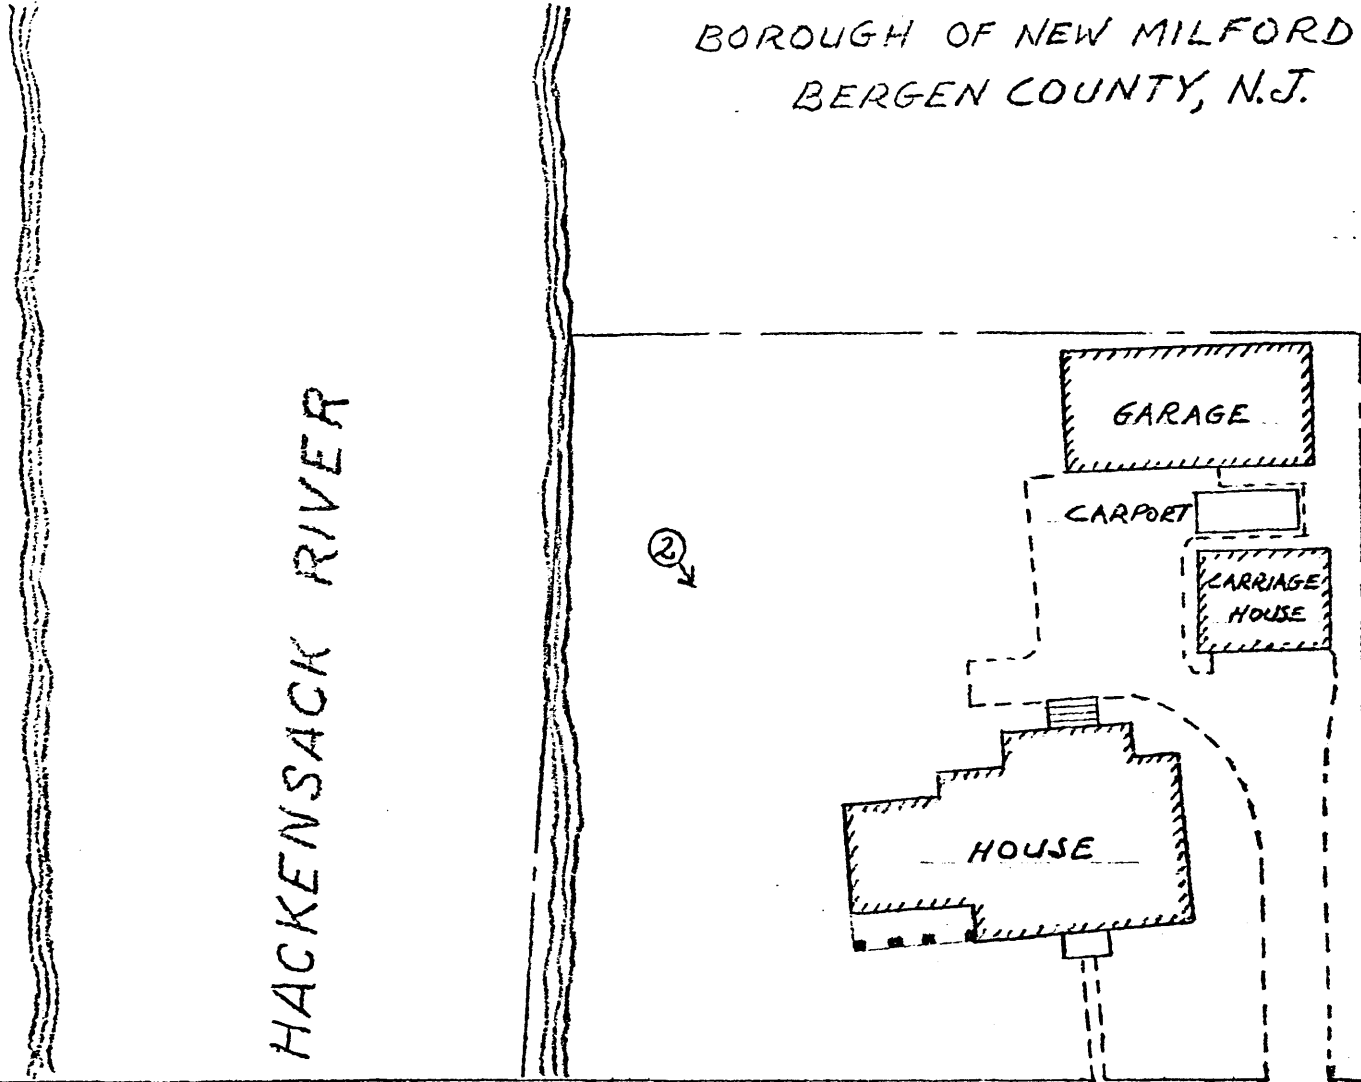 BOROUGH OF NEW MILFORD
BERGEN COUNTY, N.J.
HACKENSACK RIVER
GARAGE
CARPORT
2
CARRIAGE
HOUSE
HOUSE